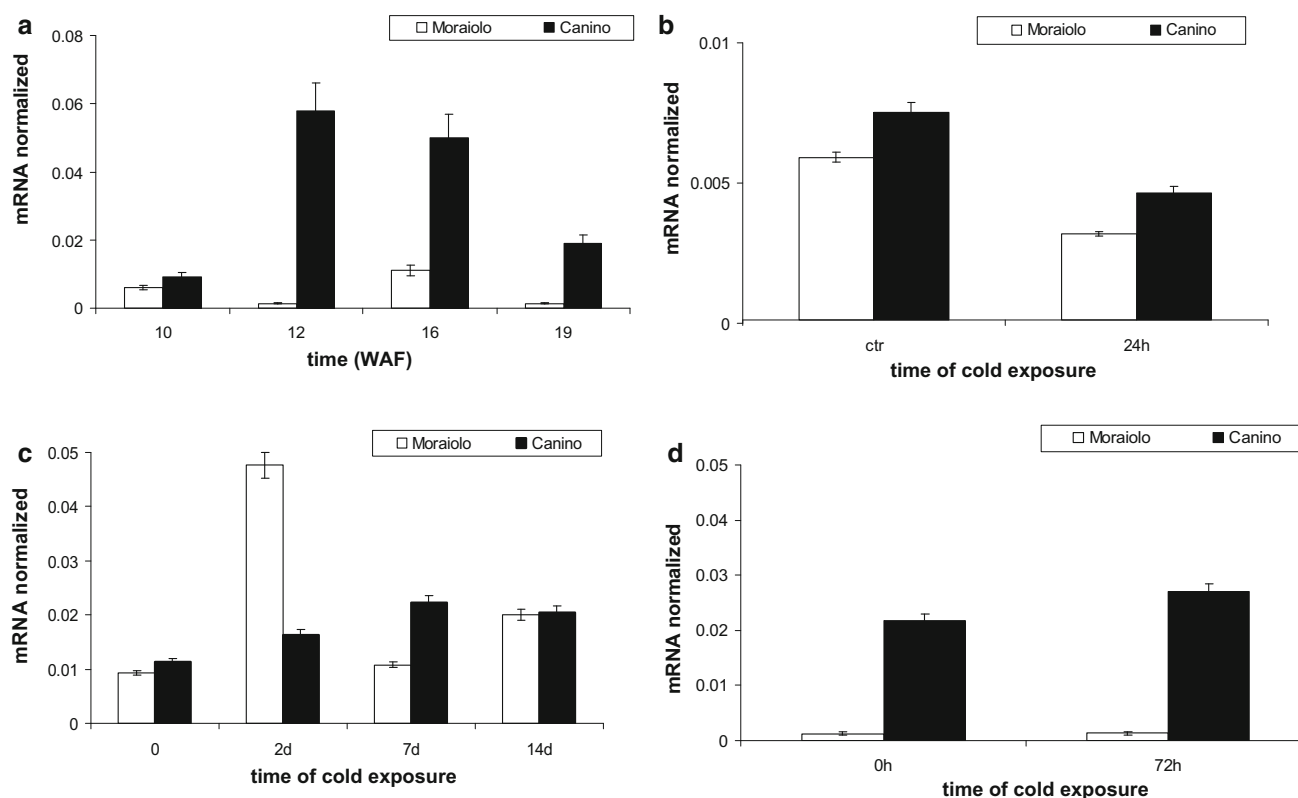 a
Moraiolo Canino
mRNA normalized
0.08
0.06
0.04
0.02
0
10 12 16 19
time (WAF)
b
Moraiolo Canino
mRNA normalized
0.01
0.005
0
ctr 24h
time of cold exposure
c
Moraiolo Canino
mRNA normalized
0.05
0.04
0.03
0.02
0.01
0
0 2d 7d 14d
time of cold exposure
d
Moraiolo Canino
mRNA normalized
0.05
0.04
0.03
0.02
0.01
0
0h 72h
time of cold exposure